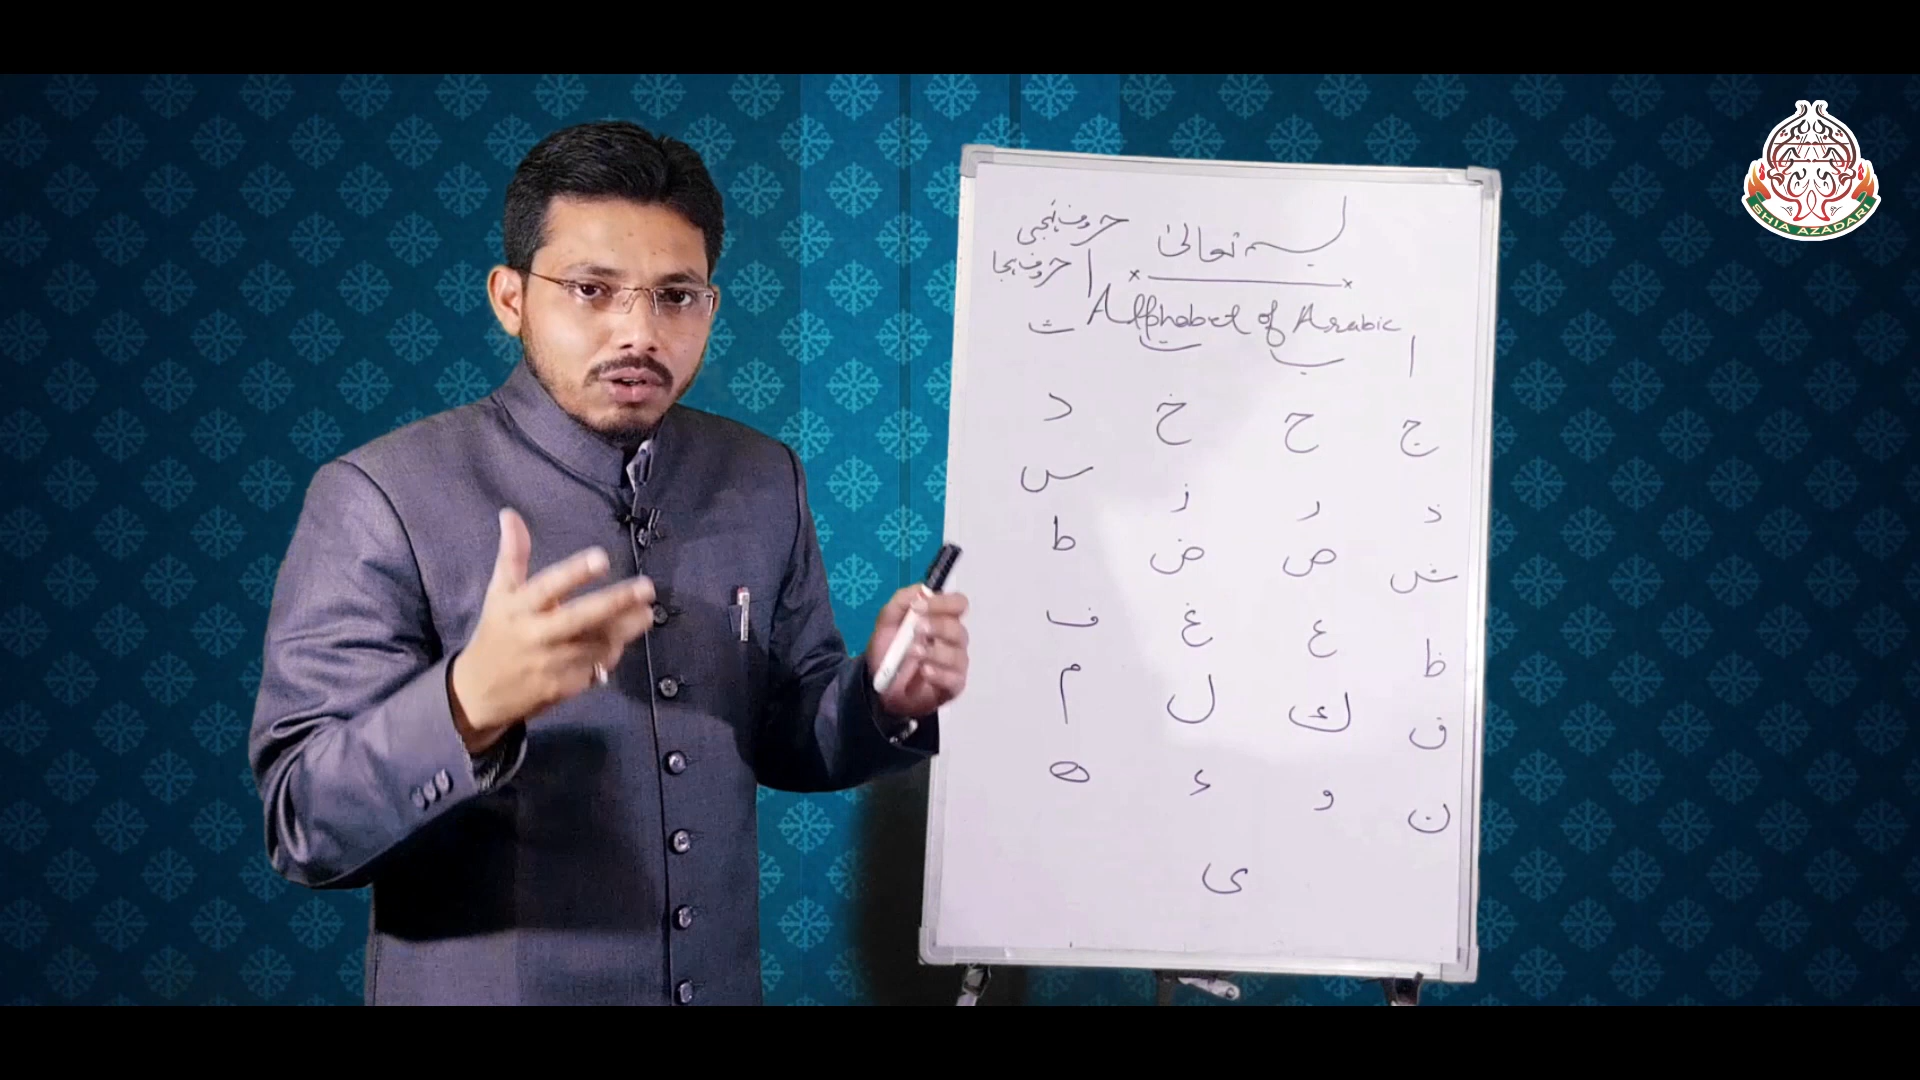 بسمہ تعالیٰ
حروف تہجی
حروف ہجا
Alphabet of Arabic
ا ب ت ث
ج ح خ د
ذ ر ز س
ش ص ض ط
ظ ع غ ف
ق ك ل م
ن و ء ه
ی
SHIA AZADARI